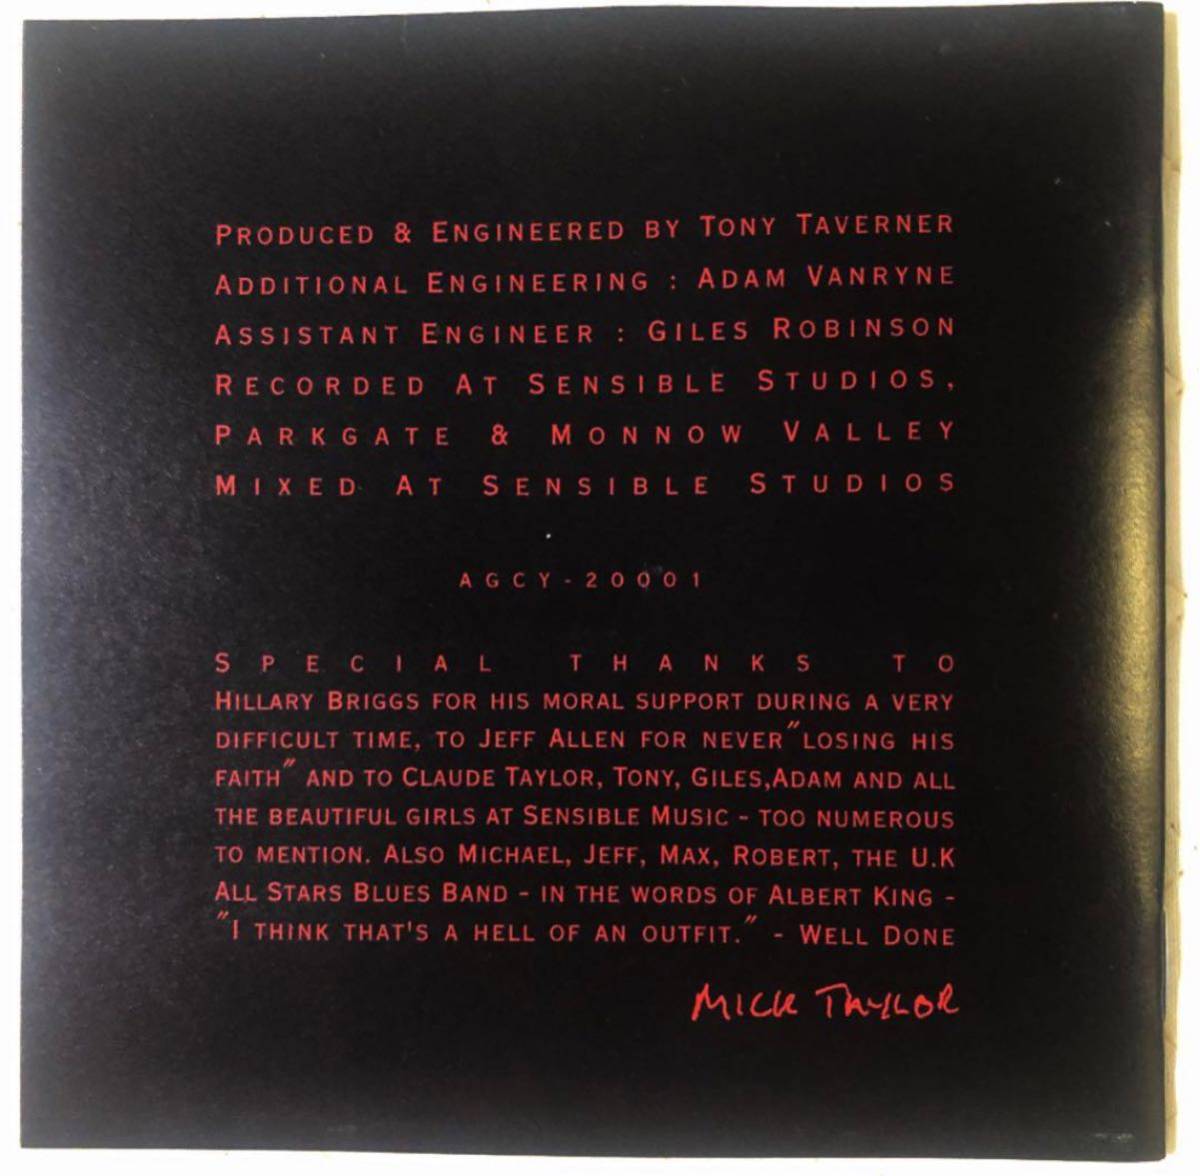 PRODUCED & ENGINEERED BY TONY TAVERNER
ADDITIONAL ENGINEERING : ADAM VANRYNE
ASSISTANT ENGINEER : GILES ROBINSON
RECORDED AT SENSIBLE STUDIOS,
PARKGATE & MONNOW VALLEY
MIXED AT SENSIBLE STUDIOS
AGCY-20001
SPECIAL THANKS TO
HILLARY BRIGGS FOR HIS MORAL SUPPORT DURING A VERY
DIFFICULT TIME, TO JEFF ALLEN FOR NEVER "LOSING HIS
FAITH" AND TO CLAUDE TAYLOR, TONY, GILES,ADAM AND ALL
THE BEAUTIFUL GIRLS AT SENSIBLE MUSIC - TOO NUMEROUS
TO MENTION. ALSO MICHAEL, JEFF, MAX, ROBERT, THE U.K
ALL STARS BLUES BAND - IN THE WORDS OF ALBERT KING -
"I THINK THAT'S A HELL OF AN OUTFIT." - WELL DONE
MICK TAYLOR